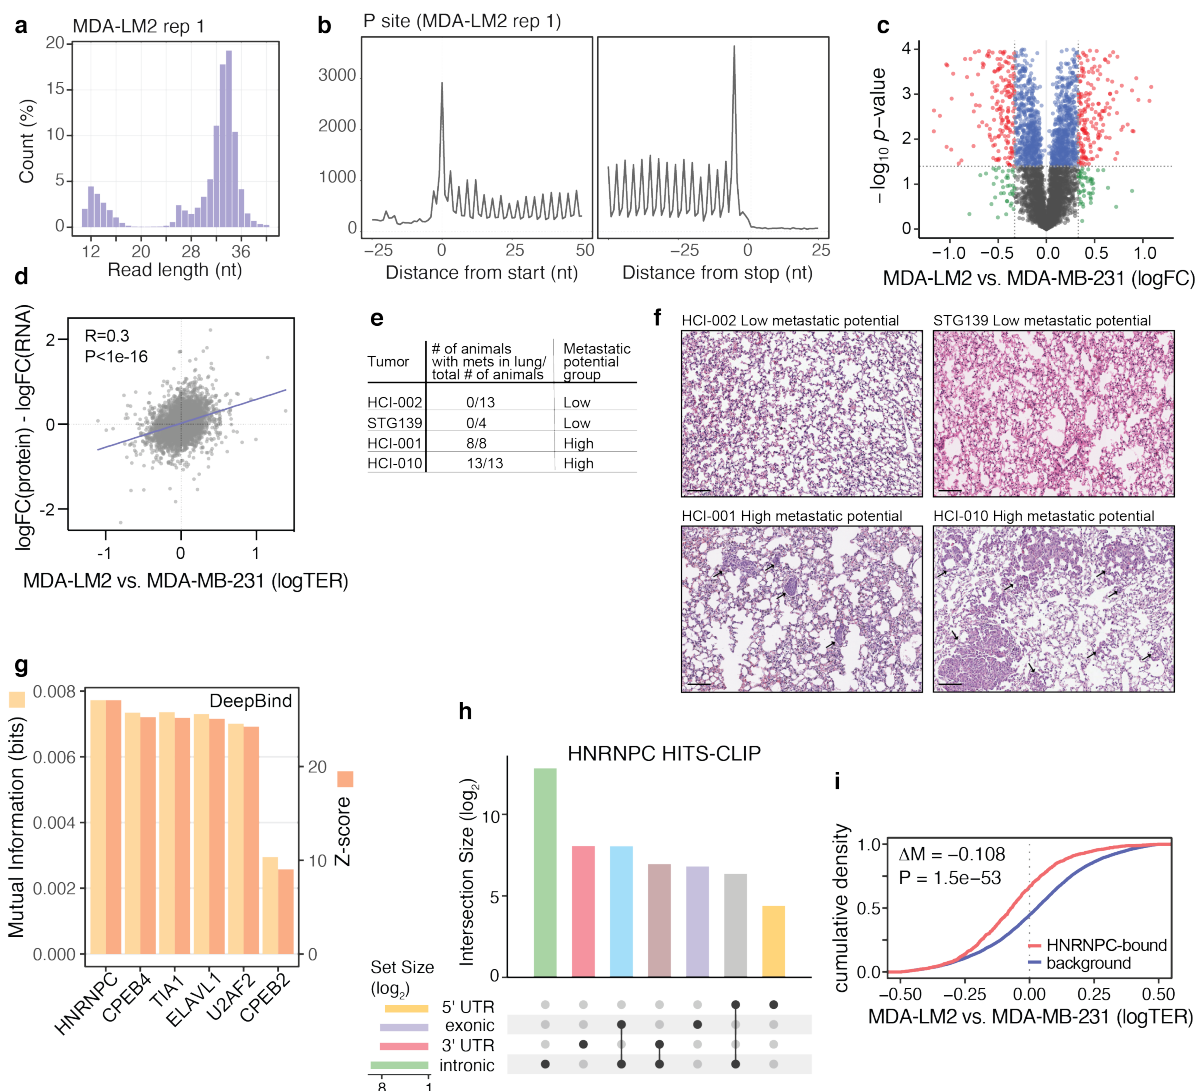 a
MDA-LM2 rep 1
20
15
10
5
0
Count (%)
12
20
28
36
Read length (nt)
b
P site (MDA-LM2 rep 1)
3000
2000
1000
0
−25
0
25
50
Distance from start (nt)
−25
0
25
Distance from stop (nt)
c
4
3
2
1
0
−log10 p−value
−1.0
−0.5
0.0
0.5
1.0
MDA-LM2 vs. MDA-MB-231 (logFC)
d
R=0.3
P<1e-16
2
0
-2
logFC(protein) - logFC(RNA)
-1
0
1
MDA-LM2 vs. MDA-MB-231 (logTER)
e
Tumor
# of animals
with mets in lung/
total # of animals
Metastatic
potential
group
HCI-002 0/13 Low
STG139 0/4 Low
HCI-001 8/8 High
HCI-010 13/13 High
f
HCI-002 Low metastatic potential
STG139 Low metastatic potential
HCI-001 High metastatic potential
HCI-010 High metastatic potential
g
DeepBind
0.008
0.006
0.004
0.002
0.000
Mutual Information (bits)
20
10
0
Z-score
HNRNPC
CPEB4
TIA1
ELAVL1
U2AF2
CPEB2
h
HNRNPC HITS-CLIP
10
5
0
Intersection Size (log2)
Set Size
(log2)
5' UTR
exonic
3' UTR
intronic
8
1
i
ΔM = −0.108
P = 1.5e−53
1.0
0.5
0.0
cumulative density
HNRNPC-bound
background
−0.50
−0.25
0.00
0.25
0.50
MDA-LM2 vs. MDA-MB-231 (logTER)